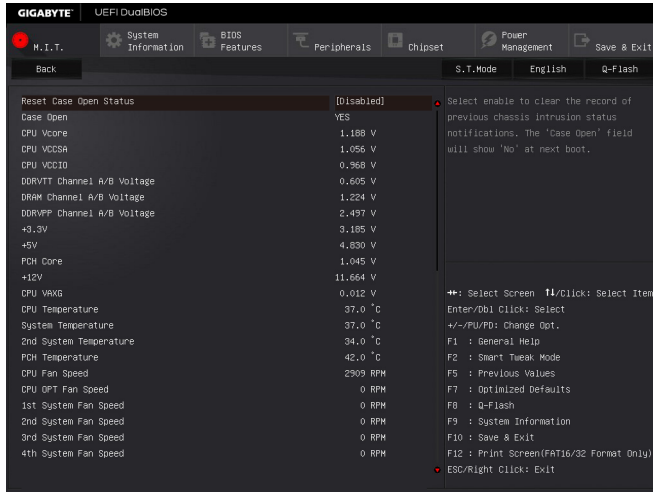 GIGABYTE™ UEFI DualBIOS
M.I.T.
System Information
BIOS Features
Peripherals
Chipset
Power Management
Save & Exit
Back
S.T.Mode English Q-Flash
Reset Case Open Status [Disabled]
Case Open YES
CPU Vcore 1.188 V
CPU VCCSA 1.056 V
CPU VCCIO 0.968 V
DDRVTT Channel A/B Voltage 0.605 V
DRAM Channel A/B Voltage 1.224 V
DDRVPP Channel A/B Voltage 2.497 V
+3.3V 3.185 V
+5V 4.830 V
PCH Core 1.045 V
+12V 11.664 V
CPU VAXG 0.012 V
CPU Temperature 37.0 °C
System Temperature 37.0 °C
2nd System Temperature 34.0 °C
PCH Temperature 42.0 °C
CPU Fan Speed 2909 RPM
CPU OPT Fan Speed 0 RPM
1st System Fan Speed 0 RPM
2nd System Fan Speed 0 RPM
3rd System Fan Speed 0 RPM
4th System Fan Speed 0 RPM
Select enable to clear the record of
previous chassis intrusion status
notifications. The 'Case Open' field
will show 'No' at next boot.
→←: Select Screen ↑↓/Click: Select Item
Enter/Dbl Click: Select
+/-/PU/PD: Change Opt.
F1 : General Help
F2 : Smart Tweak Mode
F5 : Previous Values
F7 : Optimized Defaults
F8 : Q-Flash
F9 : System Information
F10 : Save & Exit
F12 : Print Screen(FAT16/32 Format Only)
ESC/Right Click: Exit